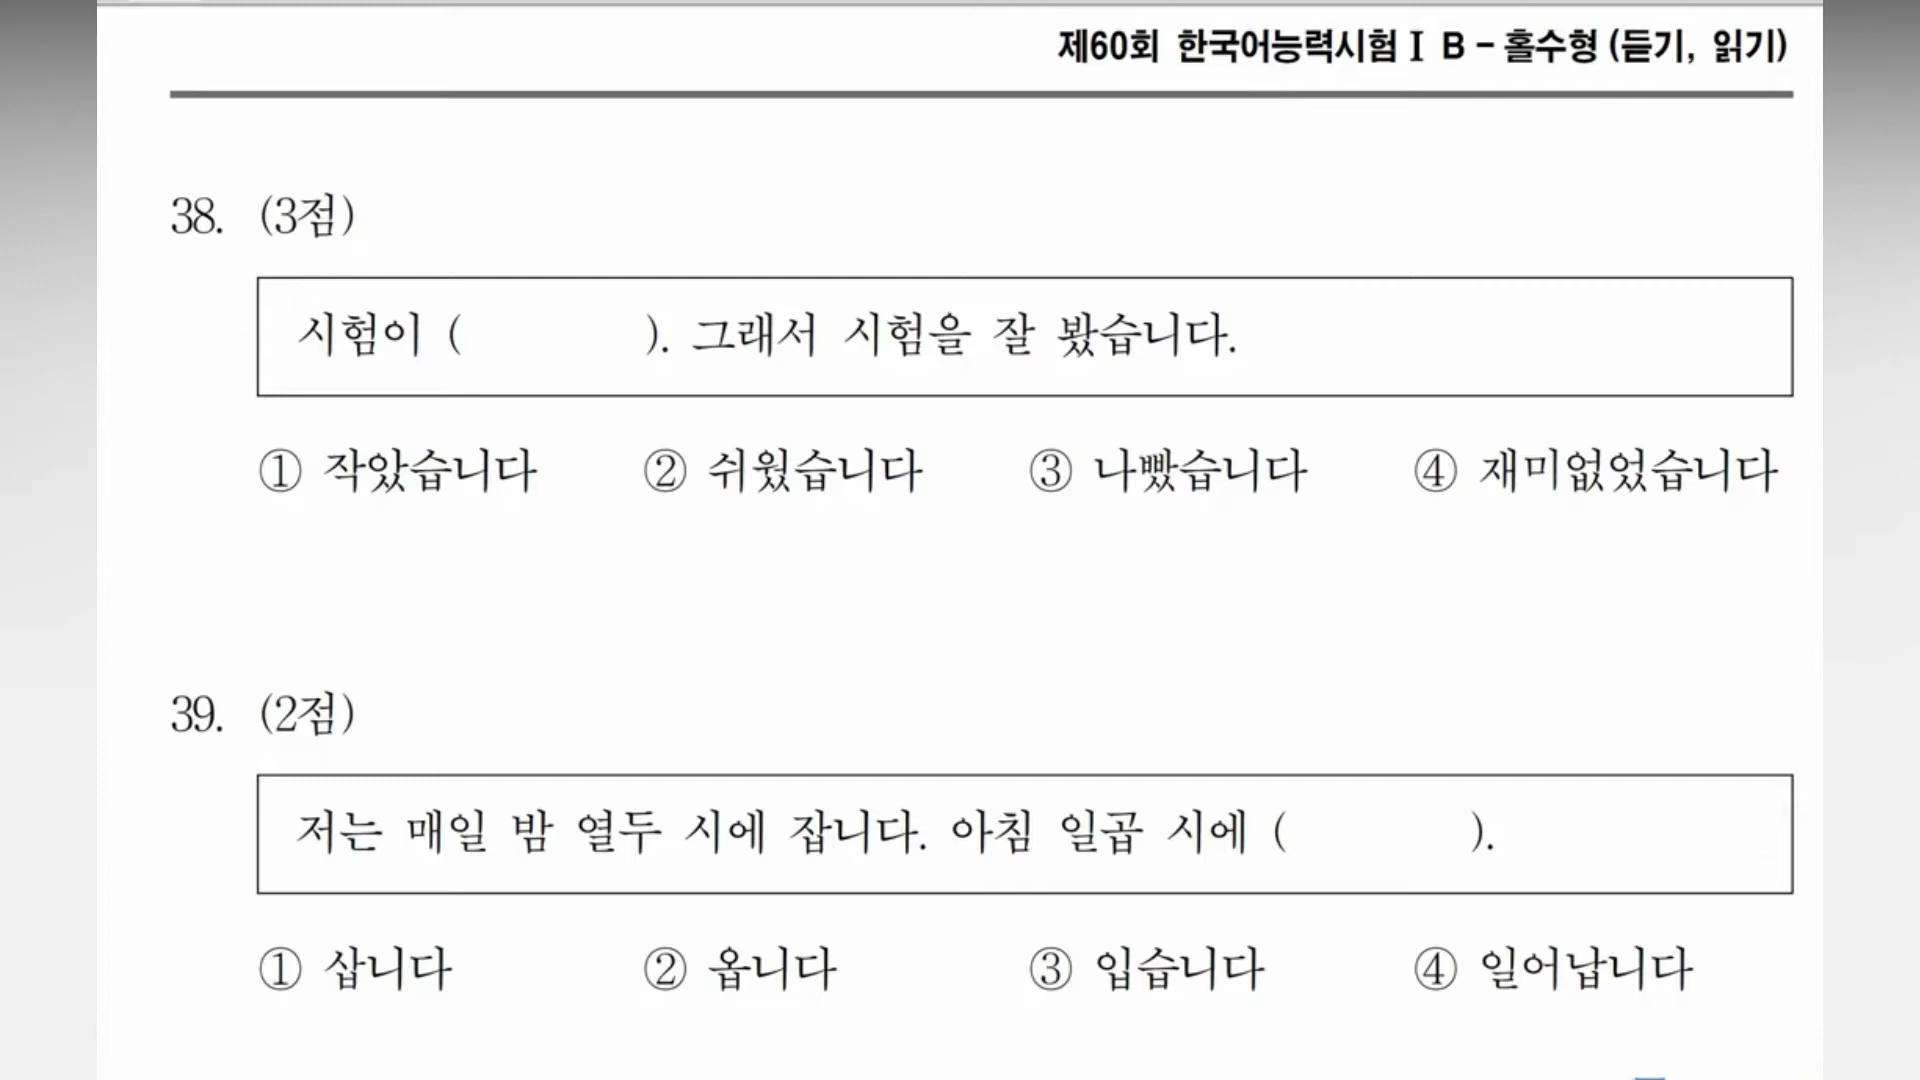 제60회 한국어능력시험Ⅰ B - 홀수형 (듣기, 읽기)
38. (3점)
시험이 ( ). 그래서 시험을 잘 봤습니다.
① 작았습니다 ② 쉬웠습니다 ③ 나빴습니다 ④ 재미없었습니다
39. (2점)
저는 매일 밤 열두 시에 잡니다. 아침 일곱 시에 ( ).
① 삽니다 ② 옵니다 ③ 입습니다 ④ 일어납니다